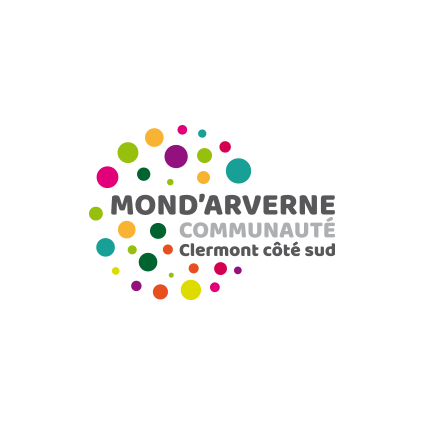 MOND'ARVERNE
COMMUNAUTÉ
Clermont côté sud